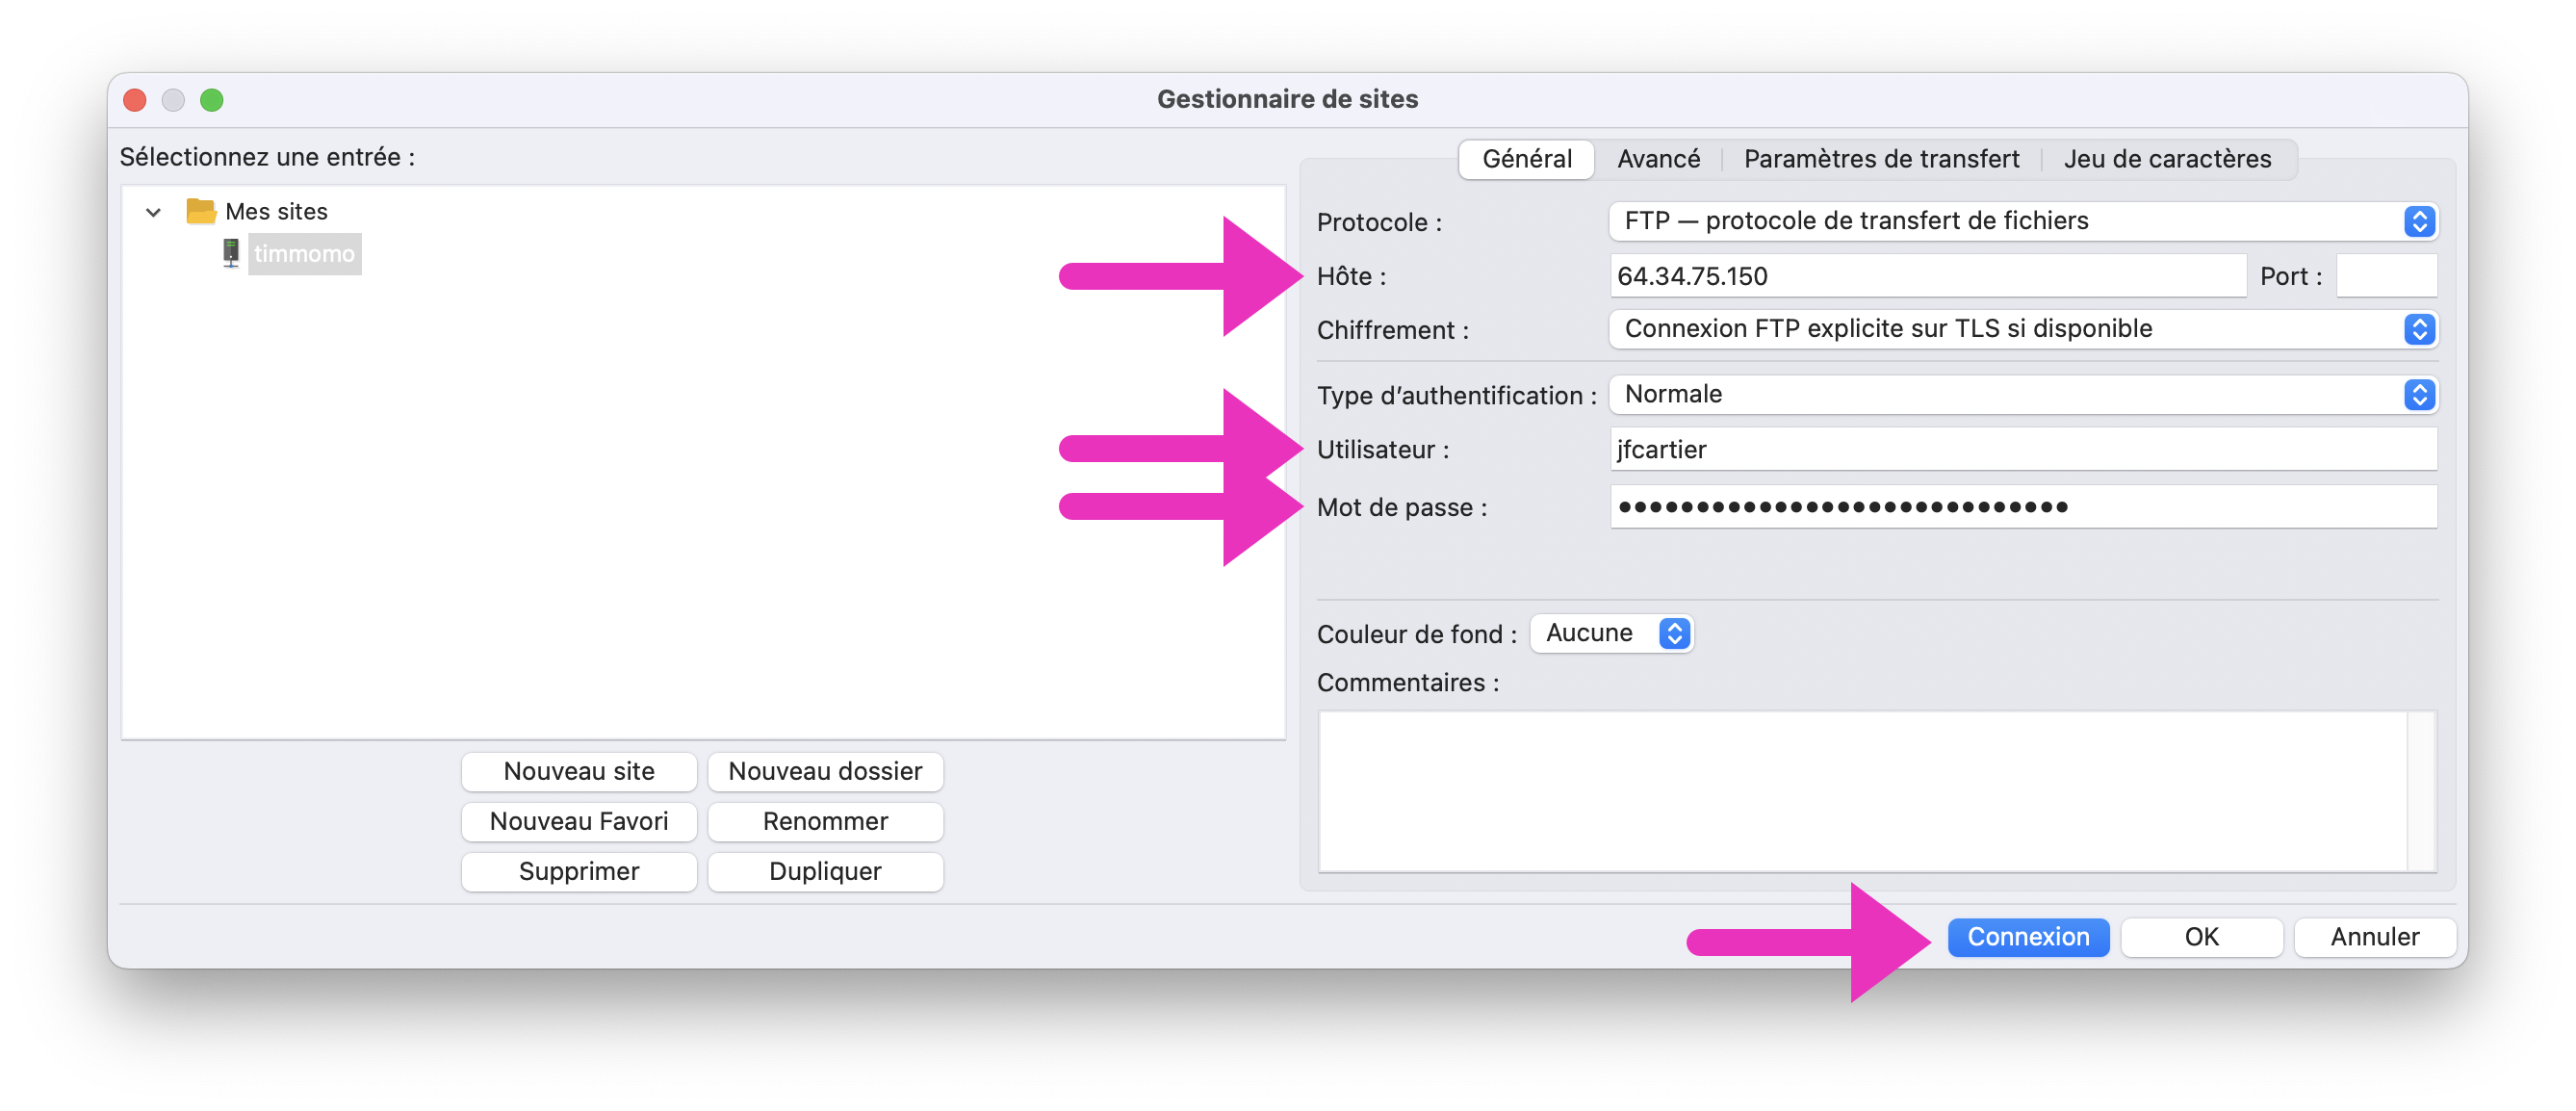 Gestionnaire de sites
Sélectionnez une entrée :
Mes sites
timmomo
Nouveau site
Nouveau dossier
Nouveau Favori
Renommer
Supprimer
Dupliquer
Général
Avancé
Paramètres de transfert
Jeu de caractères
Protocole : FTP — protocole de transfert de fichiers
Hôte : 64.34.75.150 Port :
Chiffrement : Connexion FTP explicite sur TLS si disponible
Type d’authentification : Normale
Utilisateur : jfcartier
Mot de passe : •••••••••••••••••••••••••••••
Couleur de fond : Aucune
Commentaires :
Connexion
OK
Annuler